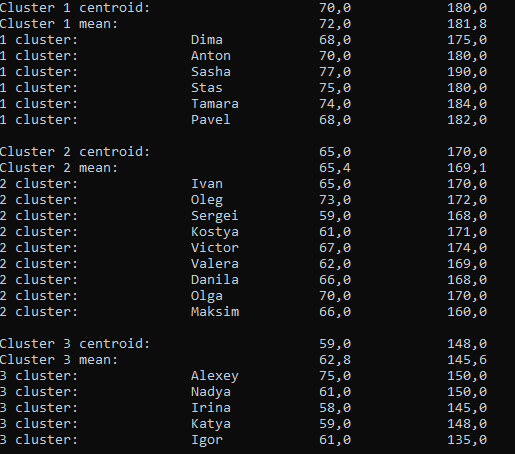 Cluster 1 centroid: 70,0 180,0
Cluster 1 mean: 72,0 181,8
1 cluster: Dima 68,0 175,0
1 cluster: Anton 70,0 180,0
1 cluster: Sasha 77,0 190,0
1 cluster: Stas 75,0 180,0
1 cluster: Tamara 74,0 184,0
1 cluster: Pavel 68,0 182,0
Cluster 2 centroid: 65,0 170,0
Cluster 2 mean: 65,4 169,1
2 cluster: Ivan 65,0 170,0
2 cluster: Oleg 73,0 172,0
2 cluster: Sergei 59,0 168,0
2 cluster: Kostya 61,0 171,0
2 cluster: Victor 67,0 174,0
2 cluster: Valera 62,0 169,0
2 cluster: Danila 66,0 168,0
2 cluster: Olga 70,0 170,0
2 cluster: Maksim 66,0 160,0
Cluster 3 centroid: 59,0 148,0
Cluster 3 mean: 62,8 145,6
3 cluster: Alexey 75,0 150,0
3 cluster: Nadya 61,0 150,0
3 cluster: Irina 58,0 145,0
3 cluster: Katya 59,0 148,0
3 cluster: Igor 61,0 135,0